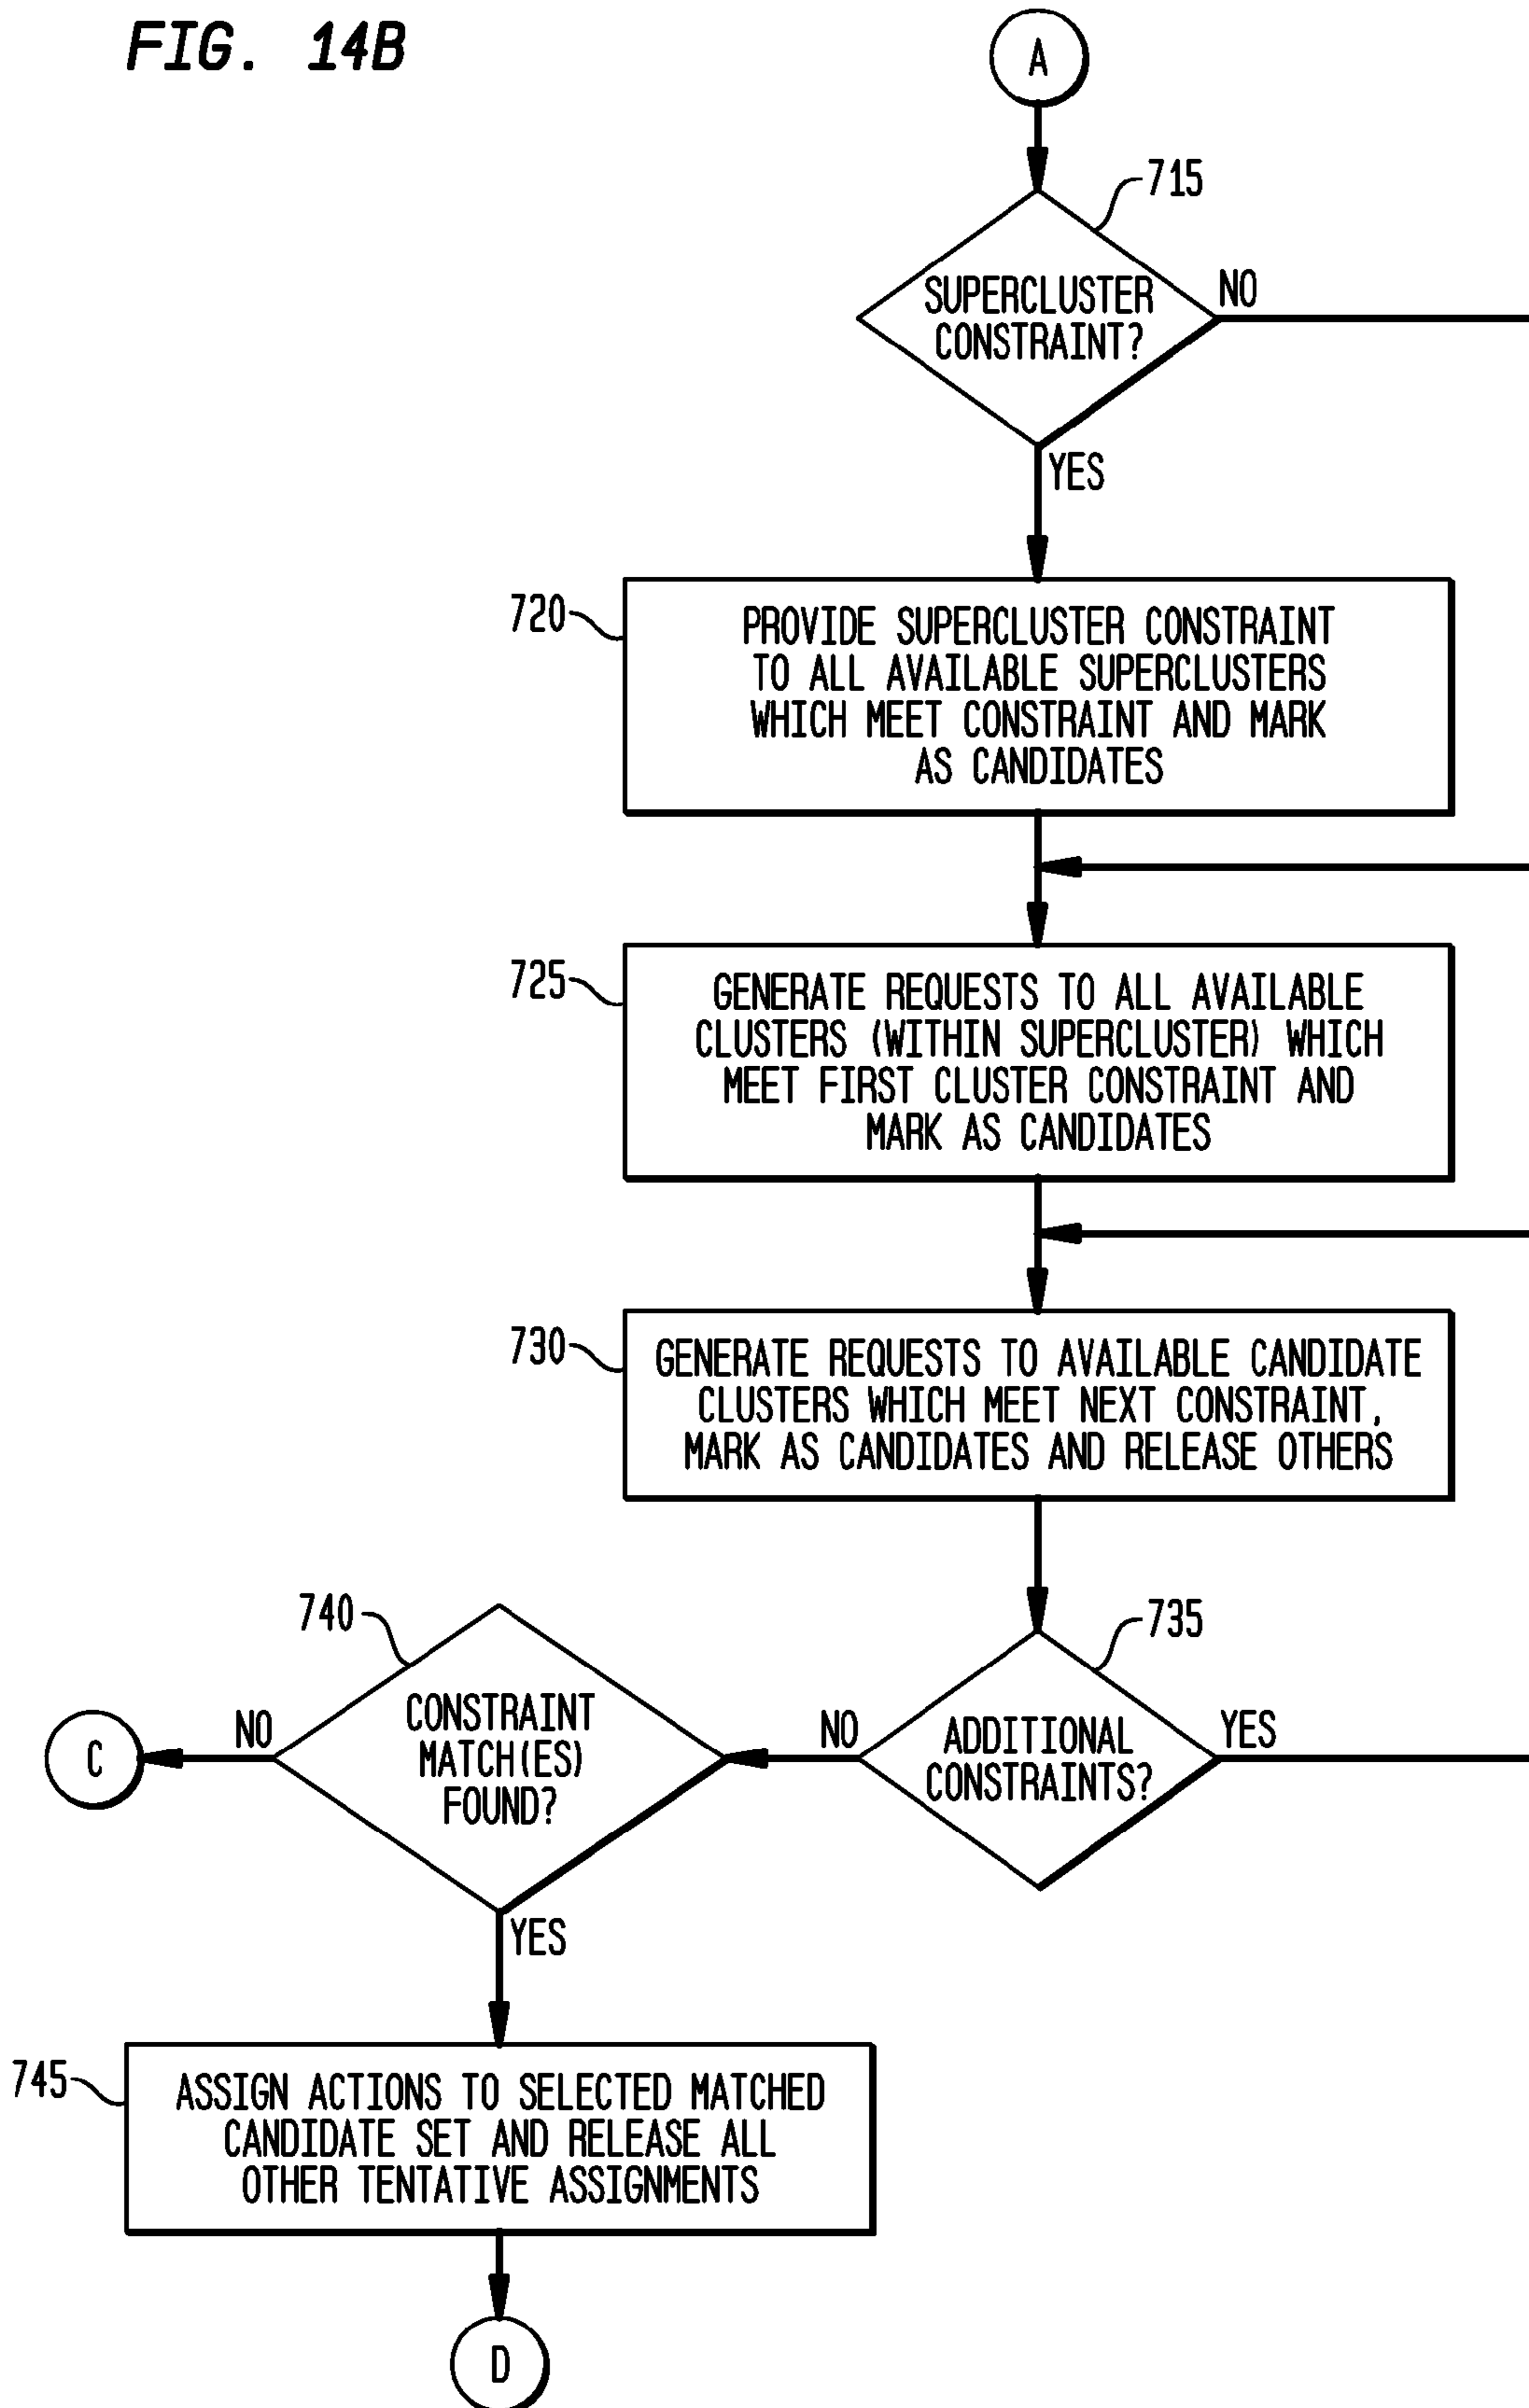 FIG. 14B
A
715
SUPERCLUSTER
CONSTRAINT?
NO
YES
720
PROVIDE SUPERCLUSTER CONSTRAINT
TO ALL AVAILABLE SUPERCLUSTERS
WHICH MEET CONSTRAINT AND MARK
AS CANDIDATES
725
GENERATE REQUESTS TO ALL AVAILABLE
CLUSTERS (WITHIN SUPERCLUSTER) WHICH
MEET FIRST CLUSTER CONSTRAINT AND
MARK AS CANDIDATES
730
GENERATE REQUESTS TO AVAILABLE CANDIDATE
CLUSTERS WHICH MEET NEXT CONSTRAINT,
MARK AS CANDIDATES AND RELEASE OTHERS
735
ADDITIONAL
CONSTRAINTS?
YES
NO
740
CONSTRAINT
MATCH(ES)
FOUND?
NO
C
YES
745
ASSIGN ACTIONS TO SELECTED MATCHED
CANDIDATE SET AND RELEASE ALL
OTHER TENTATIVE ASSIGNMENTS
D